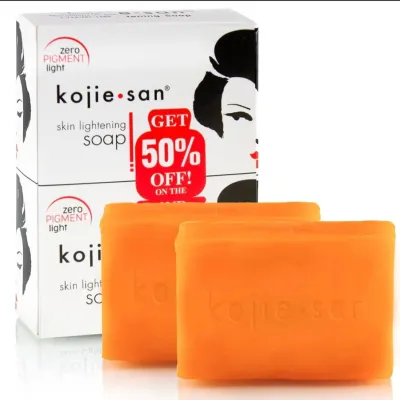 zero
PIGMENT
light
kojie•san®
skin lightening
soap
GET
50%
OFF!
ON THE
zero
PIGMENT
light
koji
skin light
so
kojie•san